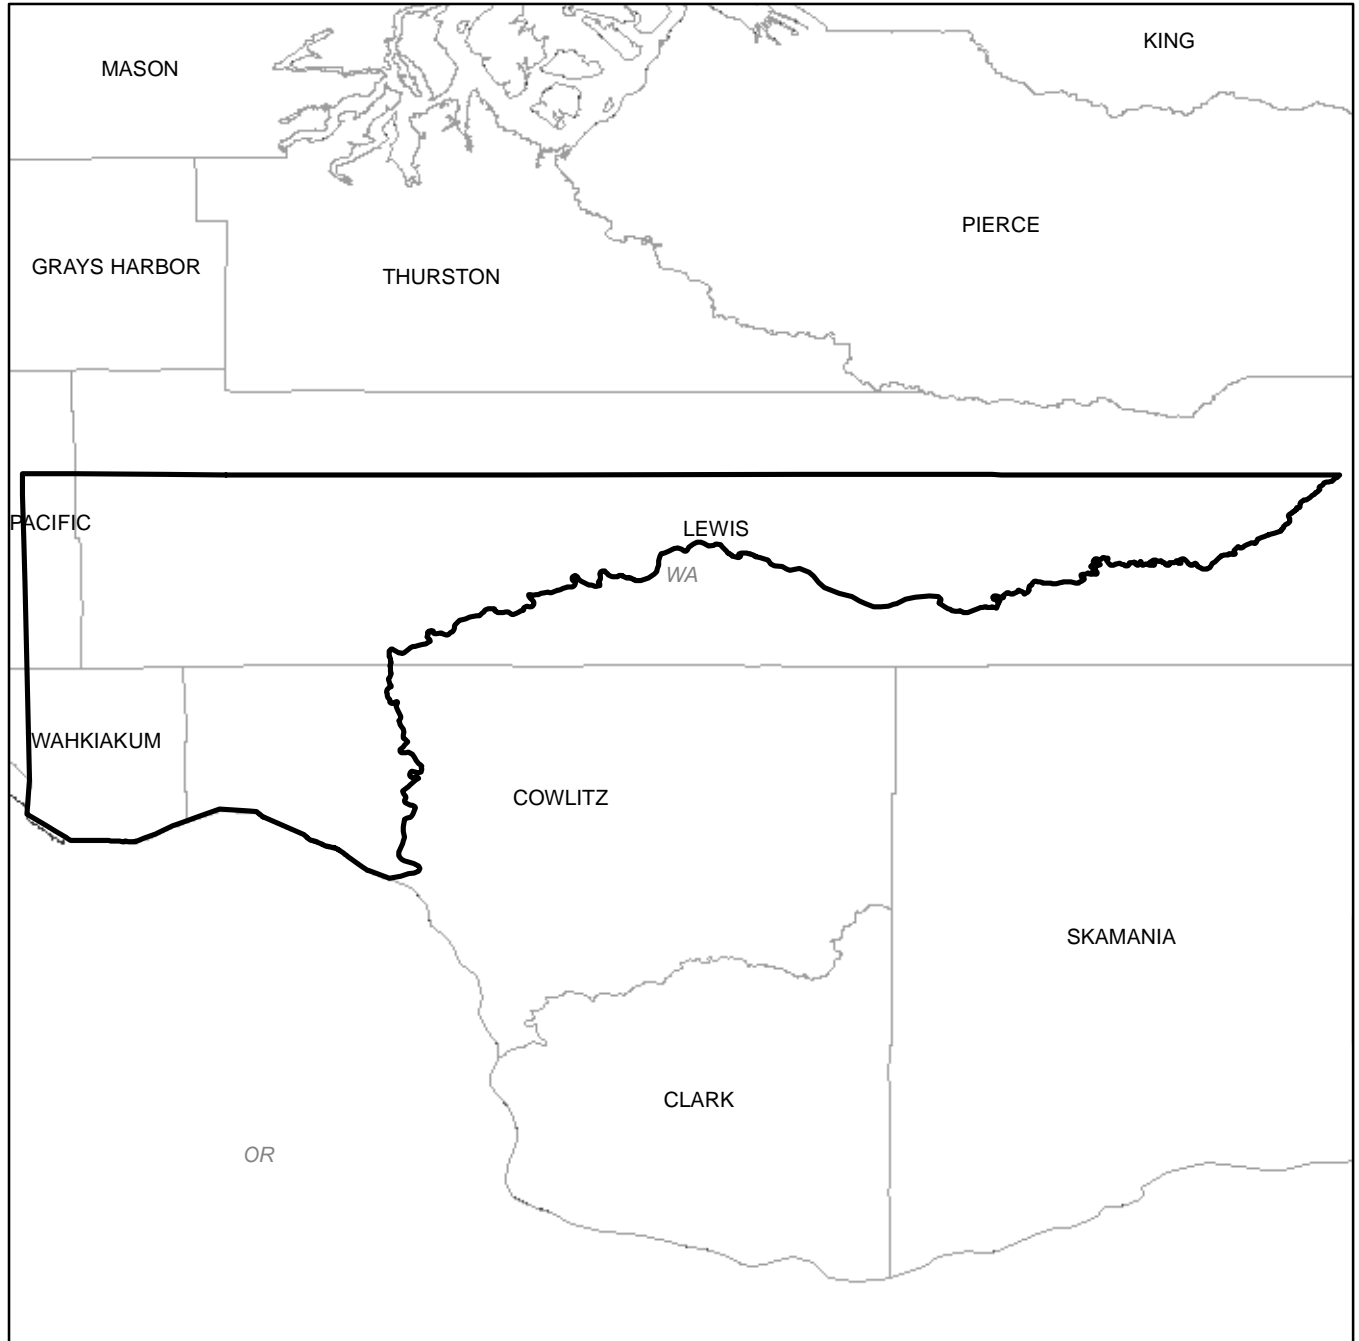 KING
MASON
PIERCE
GRAYS HARBOR
THURSTON
PACIFIC
LEWIS
WA
WAHKIAKUM
COWLITZ
SKAMANIA
CLARK
OR